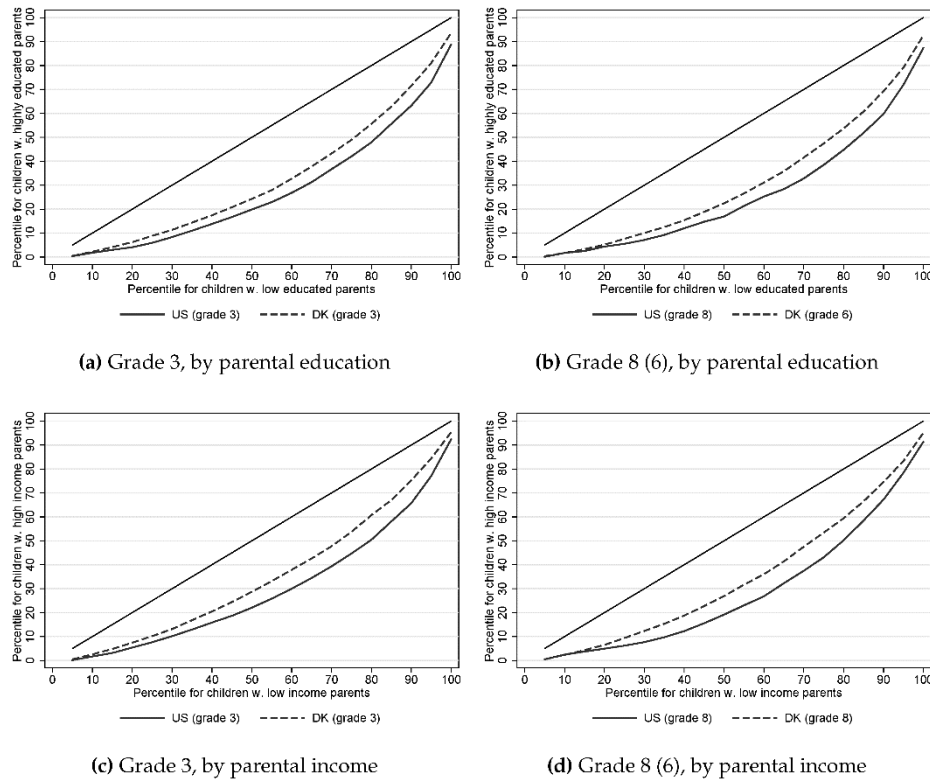 Percentile for children w. highly educated parents
0 10 20 30 40 50 60 70 80 90 100
0 10 20 30 40 50 60 70 80 90 100
Percentile for children w. low educated parents
US (grade 3) DK (grade 3)
(a) Grade 3, by parental education
Percentile for children w. highly educated parents
0 10 20 30 40 50 60 70 80 90 100
0 10 20 30 40 50 60 70 80 90 100
Percentile for children w. low educated parents
US (grade 8) DK (grade 6)
(b) Grade 8 (6), by parental education
Percentile for children w. high income parents
0 10 20 30 40 50 60 70 80 90 100
0 10 20 30 40 50 60 70 80 90 100
Percentile for children w. low income parents
US (grade 3) DK (grade 3)
(c) Grade 3, by parental income
Percentile for children w. high income parents
0 10 20 30 40 50 60 70 80 90 100
0 10 20 30 40 50 60 70 80 90 100
Percentile for children w. low income parents
US (grade 8) DK (grade 8)
(d) Grade 8 (6), by parental income